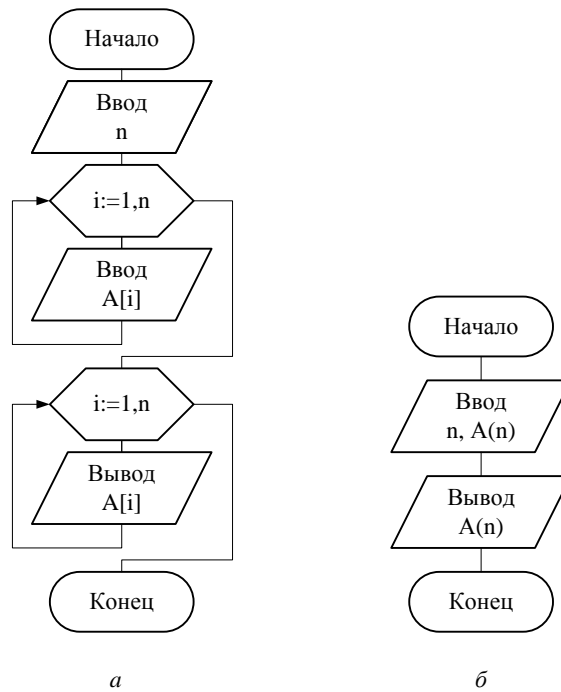 Начало
Ввод
n
i:=1,n
Ввод
A[i]
i:=1,n
Вывод
A[i]
Конец
а
Начало
Ввод
n, A(n)
Вывод
A(n)
Конец
б